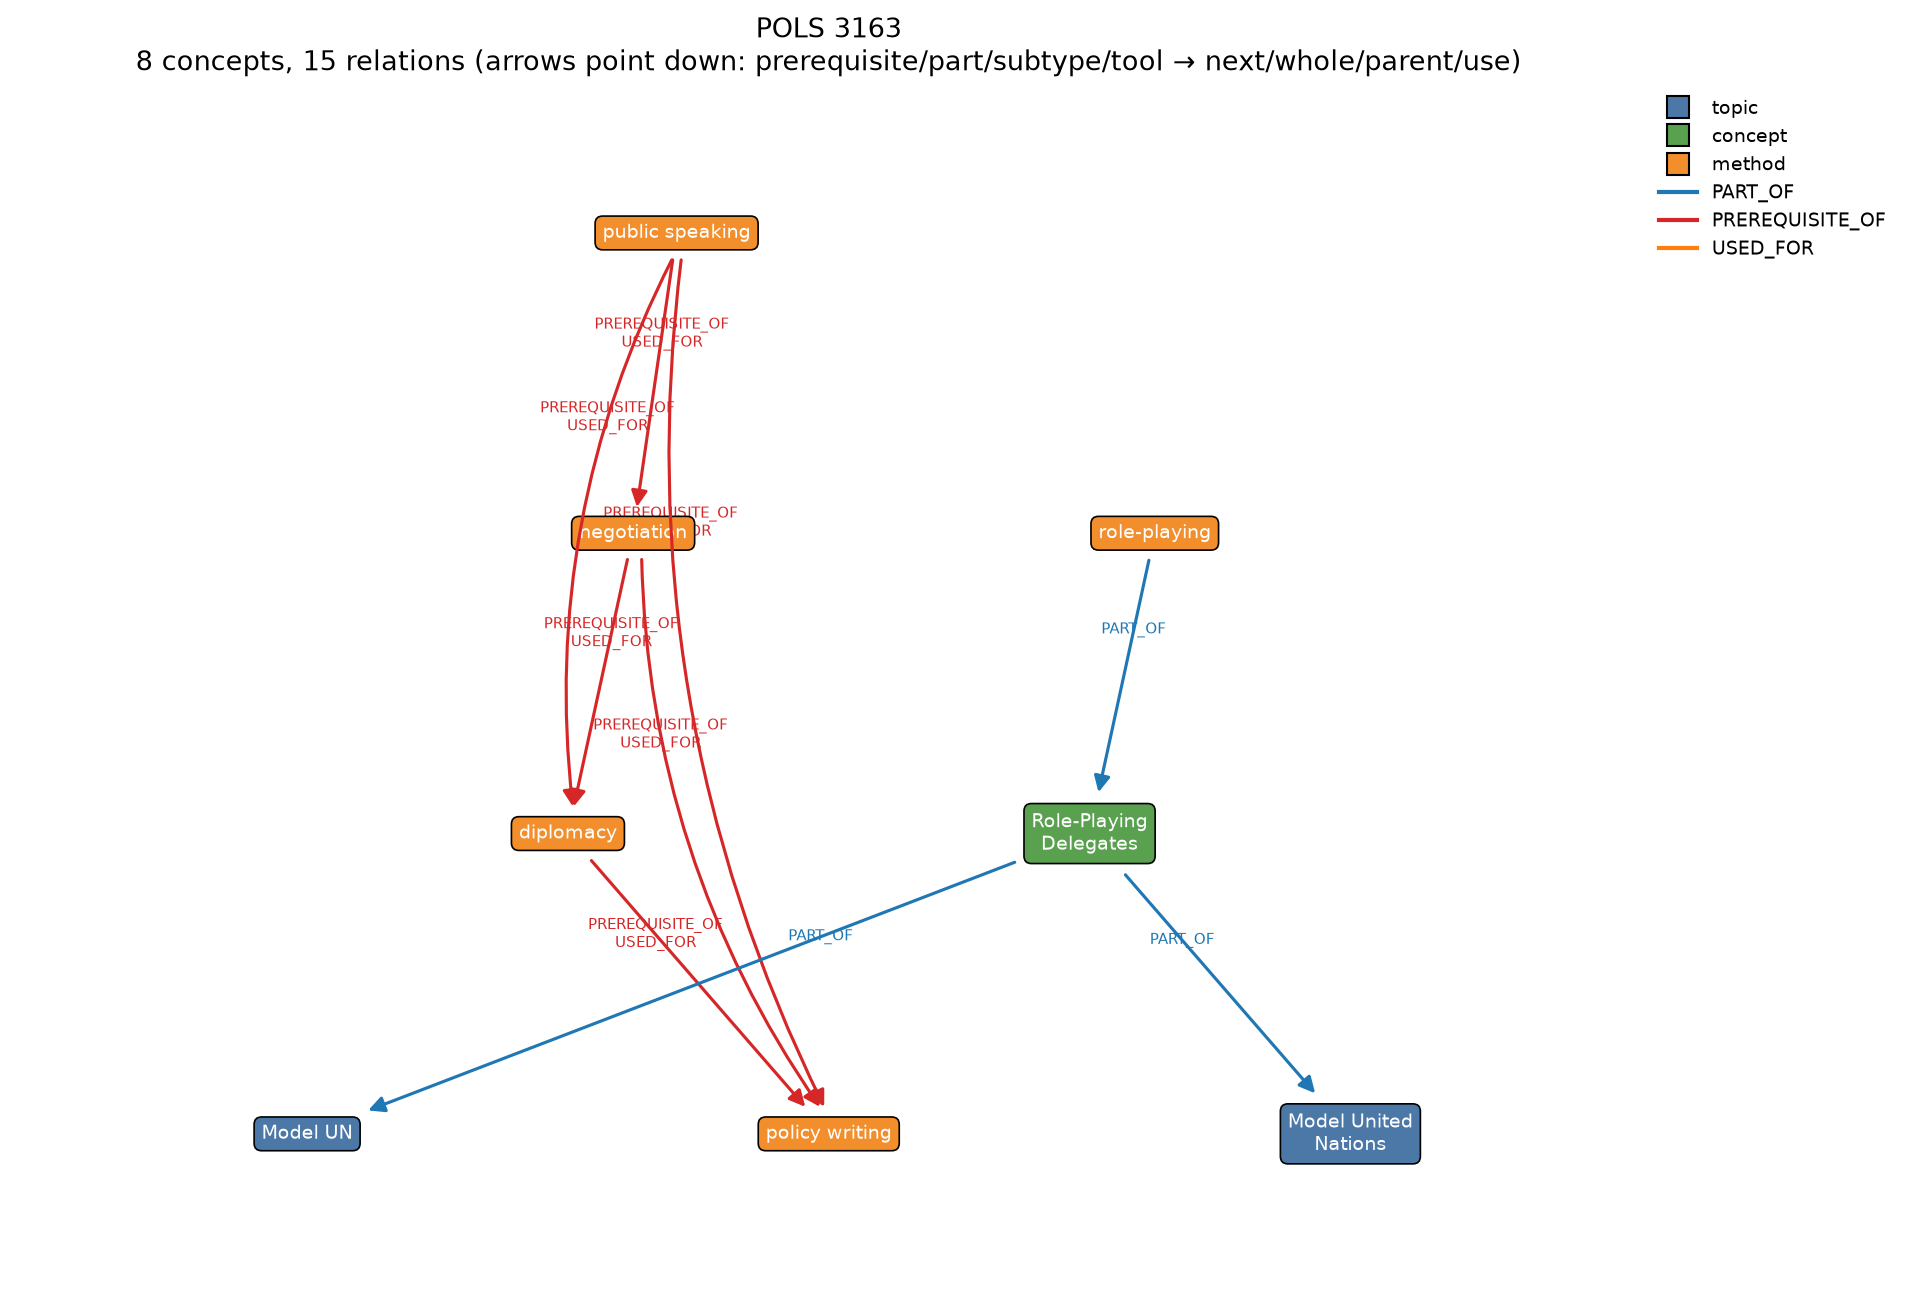 POLS 3163
8 concepts, 15 relations (arrows point down: prerequisite/part/subtype/tool → next/whole/parent/use)
topic
concept
method
PART_OF
PREREQUISITE_OF
USED_FOR
public speaking
PREREQUISITE_OF
USED_FOR
PREREQUISITE_OF
USED_FOR
PREREQUISITE_OF
negotiation
role-playing
PREREQUISITE_OF
USED_FOR
PART_OF
PREREQUISITE_OF
USED_FOR
diplomacy
Role-Playing
Delegates
PREREQUISITE_OF
USED_FOR
PART_OF
PART_OF
Model UN
policy writing
Model United
Nations